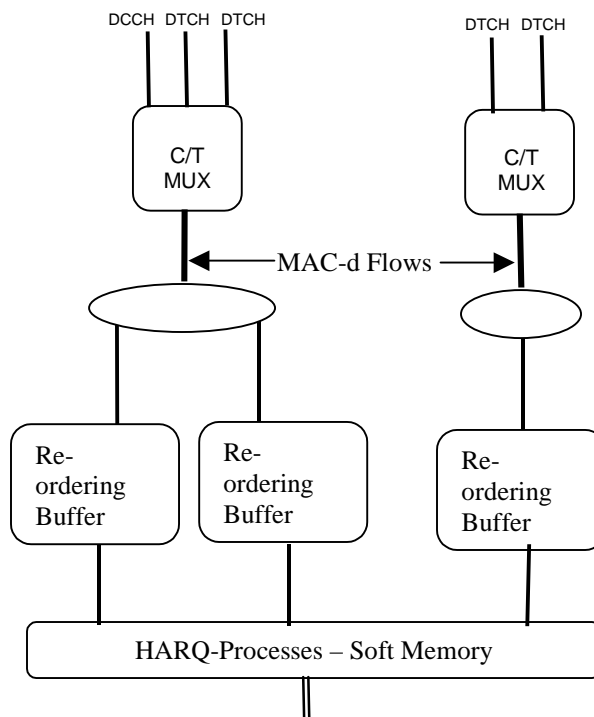 DCCH DTCH DTCH
DTCH DTCH
C/T
MUX
C/T
MUX
MAC-d Flows
Re-
ordering
Buffer
Re-
ordering
Buffer
Re-
ordering
Buffer
HARQ-Processes – Soft Memory